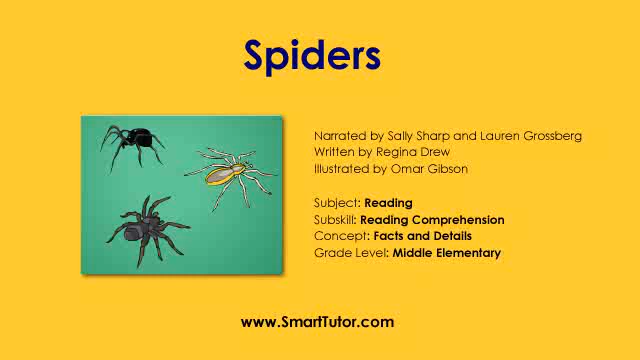 Spiders
Narrated by Sally Sharp and Lauren Grossberg
Written by Regina Drew
Illustrated by Omar Gibson
Subject: Reading
Subskill: Reading Comprehension
Concept: Facts and Details
Grade Level: Middle Elementary
www.SmartTutor.com